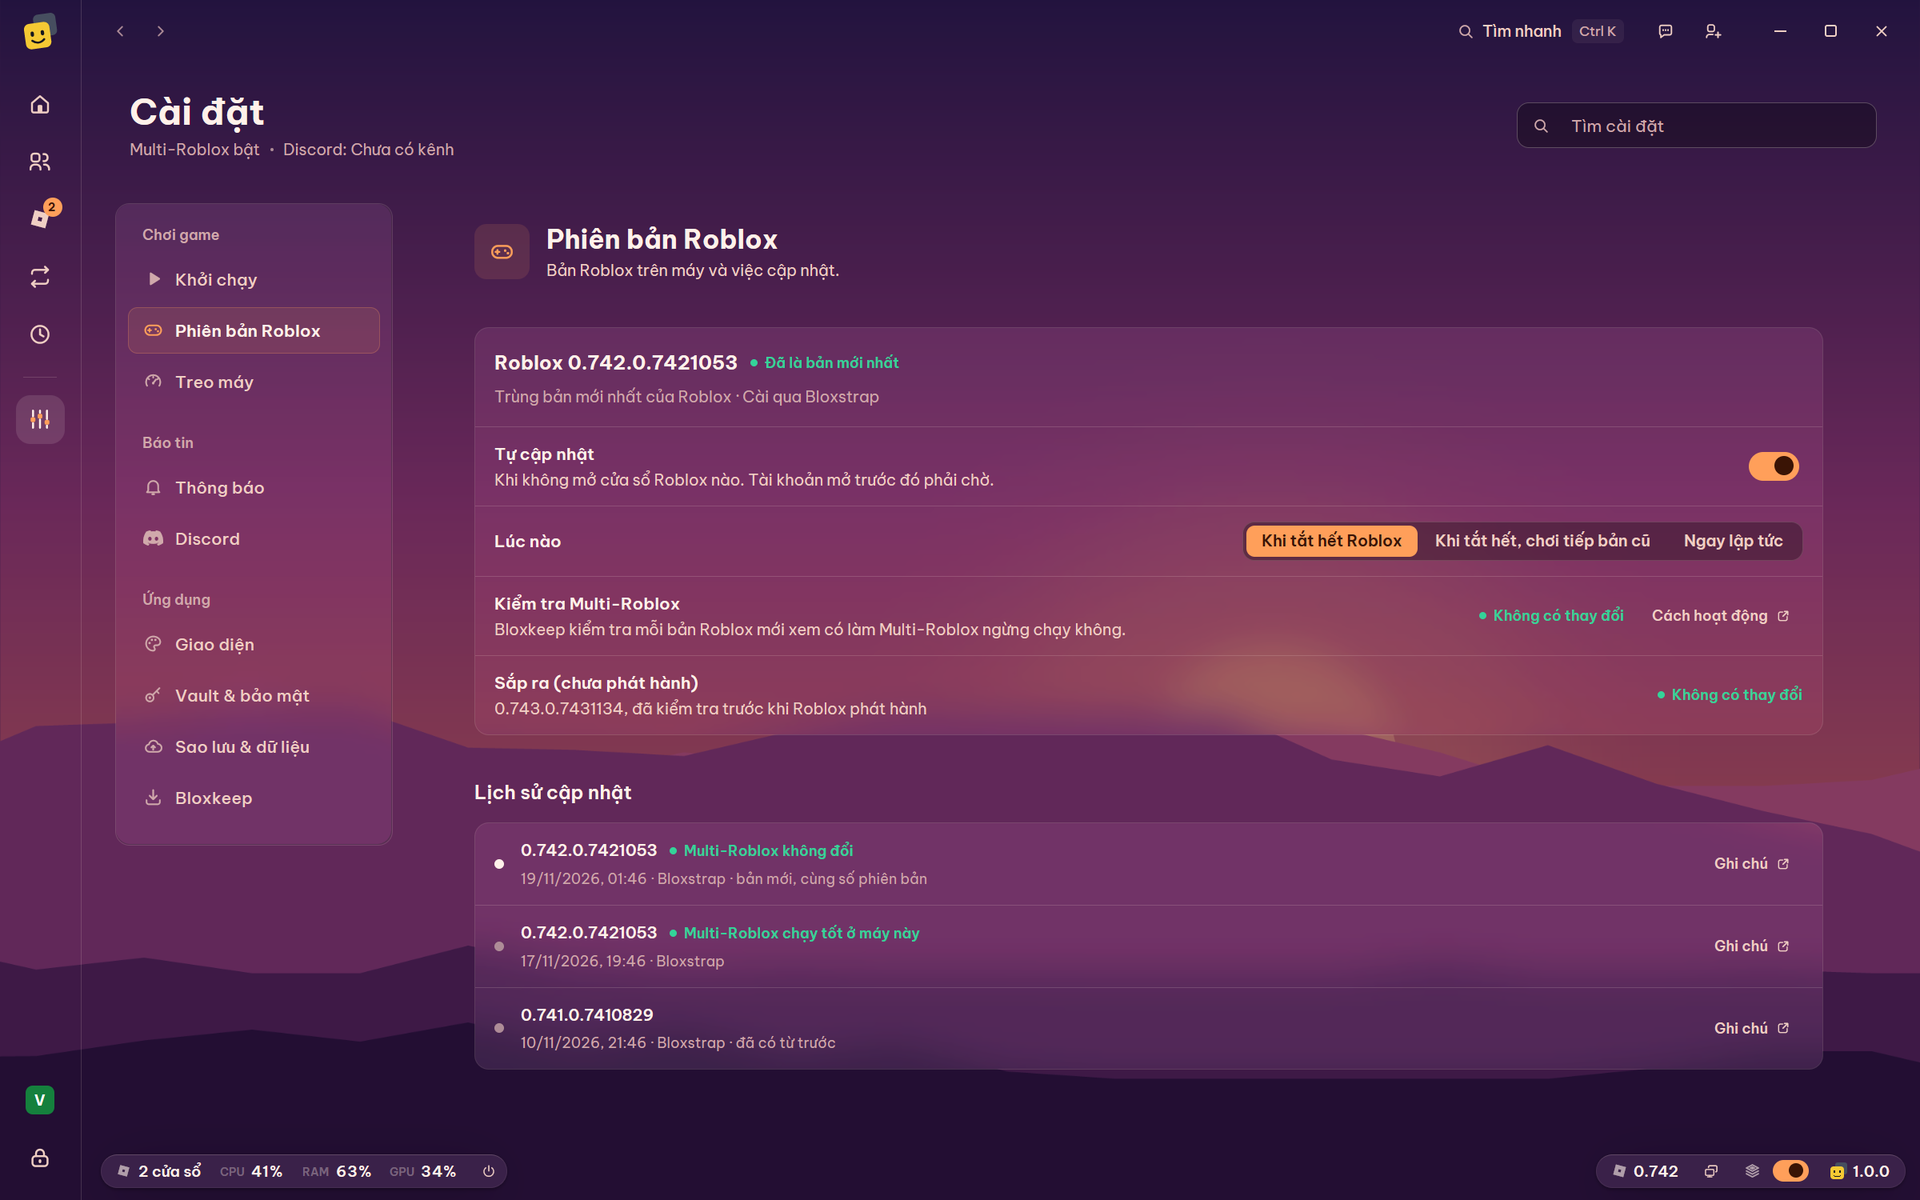 Tìm nhanh Ctrl K
Cài đặt
Multi-Roblox bật • Discord: Chưa có kênh
Tìm cài đặt
2
Chơi game
Khởi chạy
Phiên bản Roblox
Treo máy
Báo tin
Thông báo
Discord
Ứng dụng
Giao diện
Vault & bảo mật
Sao lưu & dữ liệu
Bloxkeep
Phiên bản Roblox
Bản Roblox trên máy và việc cập nhật.
Roblox 0.742.0.7421053 • Đã là bản mới nhất
Trùng bản mới nhất của Roblox · Cài qua Bloxstrap
Tự cập nhật
Khi không mở cửa sổ Roblox nào. Tài khoản mở trước đó phải chờ.
Lúc nào
Khi tắt hết Roblox Khi tắt hết, chơi tiếp bản cũ Ngay lập tức
Kiểm tra Multi-Roblox
Bloxkeep kiểm tra mỗi bản Roblox mới xem có làm Multi-Roblox ngừng chạy không.
• Không có thay đổi Cách hoạt động
Sắp ra (chưa phát hành)
0.743.0.7431134, đã kiểm tra trước khi Roblox phát hành
• Không có thay đổi
Lịch sử cập nhật
0.742.0.7421053 • Multi-Roblox không đổi
19/11/2026, 01:46 · Bloxstrap · bản mới, cùng số phiên bản
Ghi chú
0.742.0.7421053 • Multi-Roblox chạy tốt ở máy này
17/11/2026, 19:46 · Bloxstrap
Ghi chú
0.741.0.7410829
10/11/2026, 21:46 · Bloxstrap · đã có từ trước
Ghi chú
V
2 cửa sổ CPU 41% RAM 63% GPU 34%
0.742 1.0.0